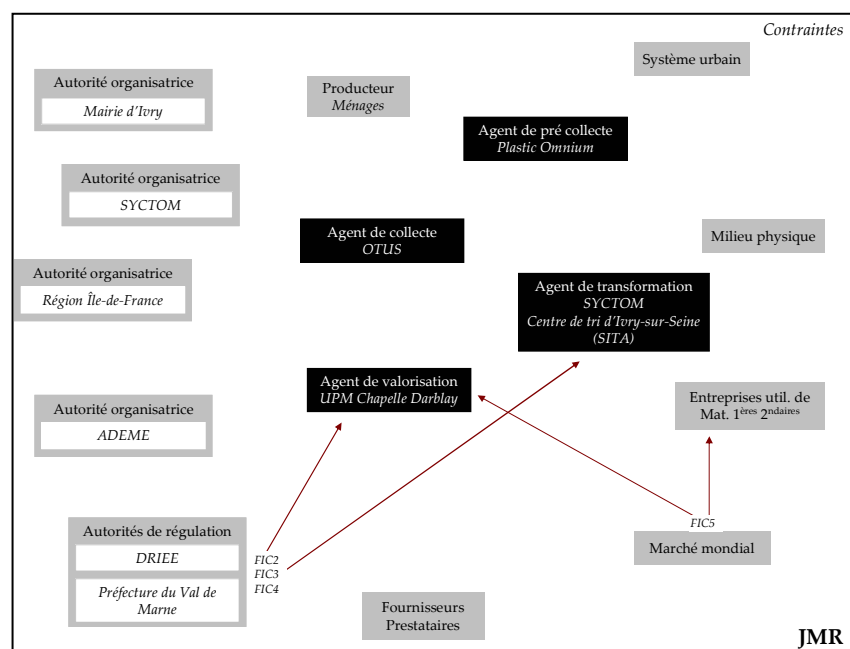 Contraintes
Système urbain
Autorité organisatrice
Mairie d'Ivry
Producteur
Ménages
Agent de pré collecte
Plastic Omnium
Autorité organisatrice
SYCTOM
Agent de collecte
OTUS
Milieu physique
Autorité organisatrice
Région Île-de-France
Agent de transformation
SYCTOM
Centre de tri d'Ivry-sur-Seine
(SITA)
Agent de valorisation
UPM Chapelle Darblay
Entreprises util. de
Mat. 1ères 2ndaires
Autorité organisatrice
ADEME
Autorités de régulation
DRIEE
Préfecture du Val de
Marne
FIC2
FIC3
FIC4
FIC5
Marché mondial
Fournisseurs
Prestataires
JMR